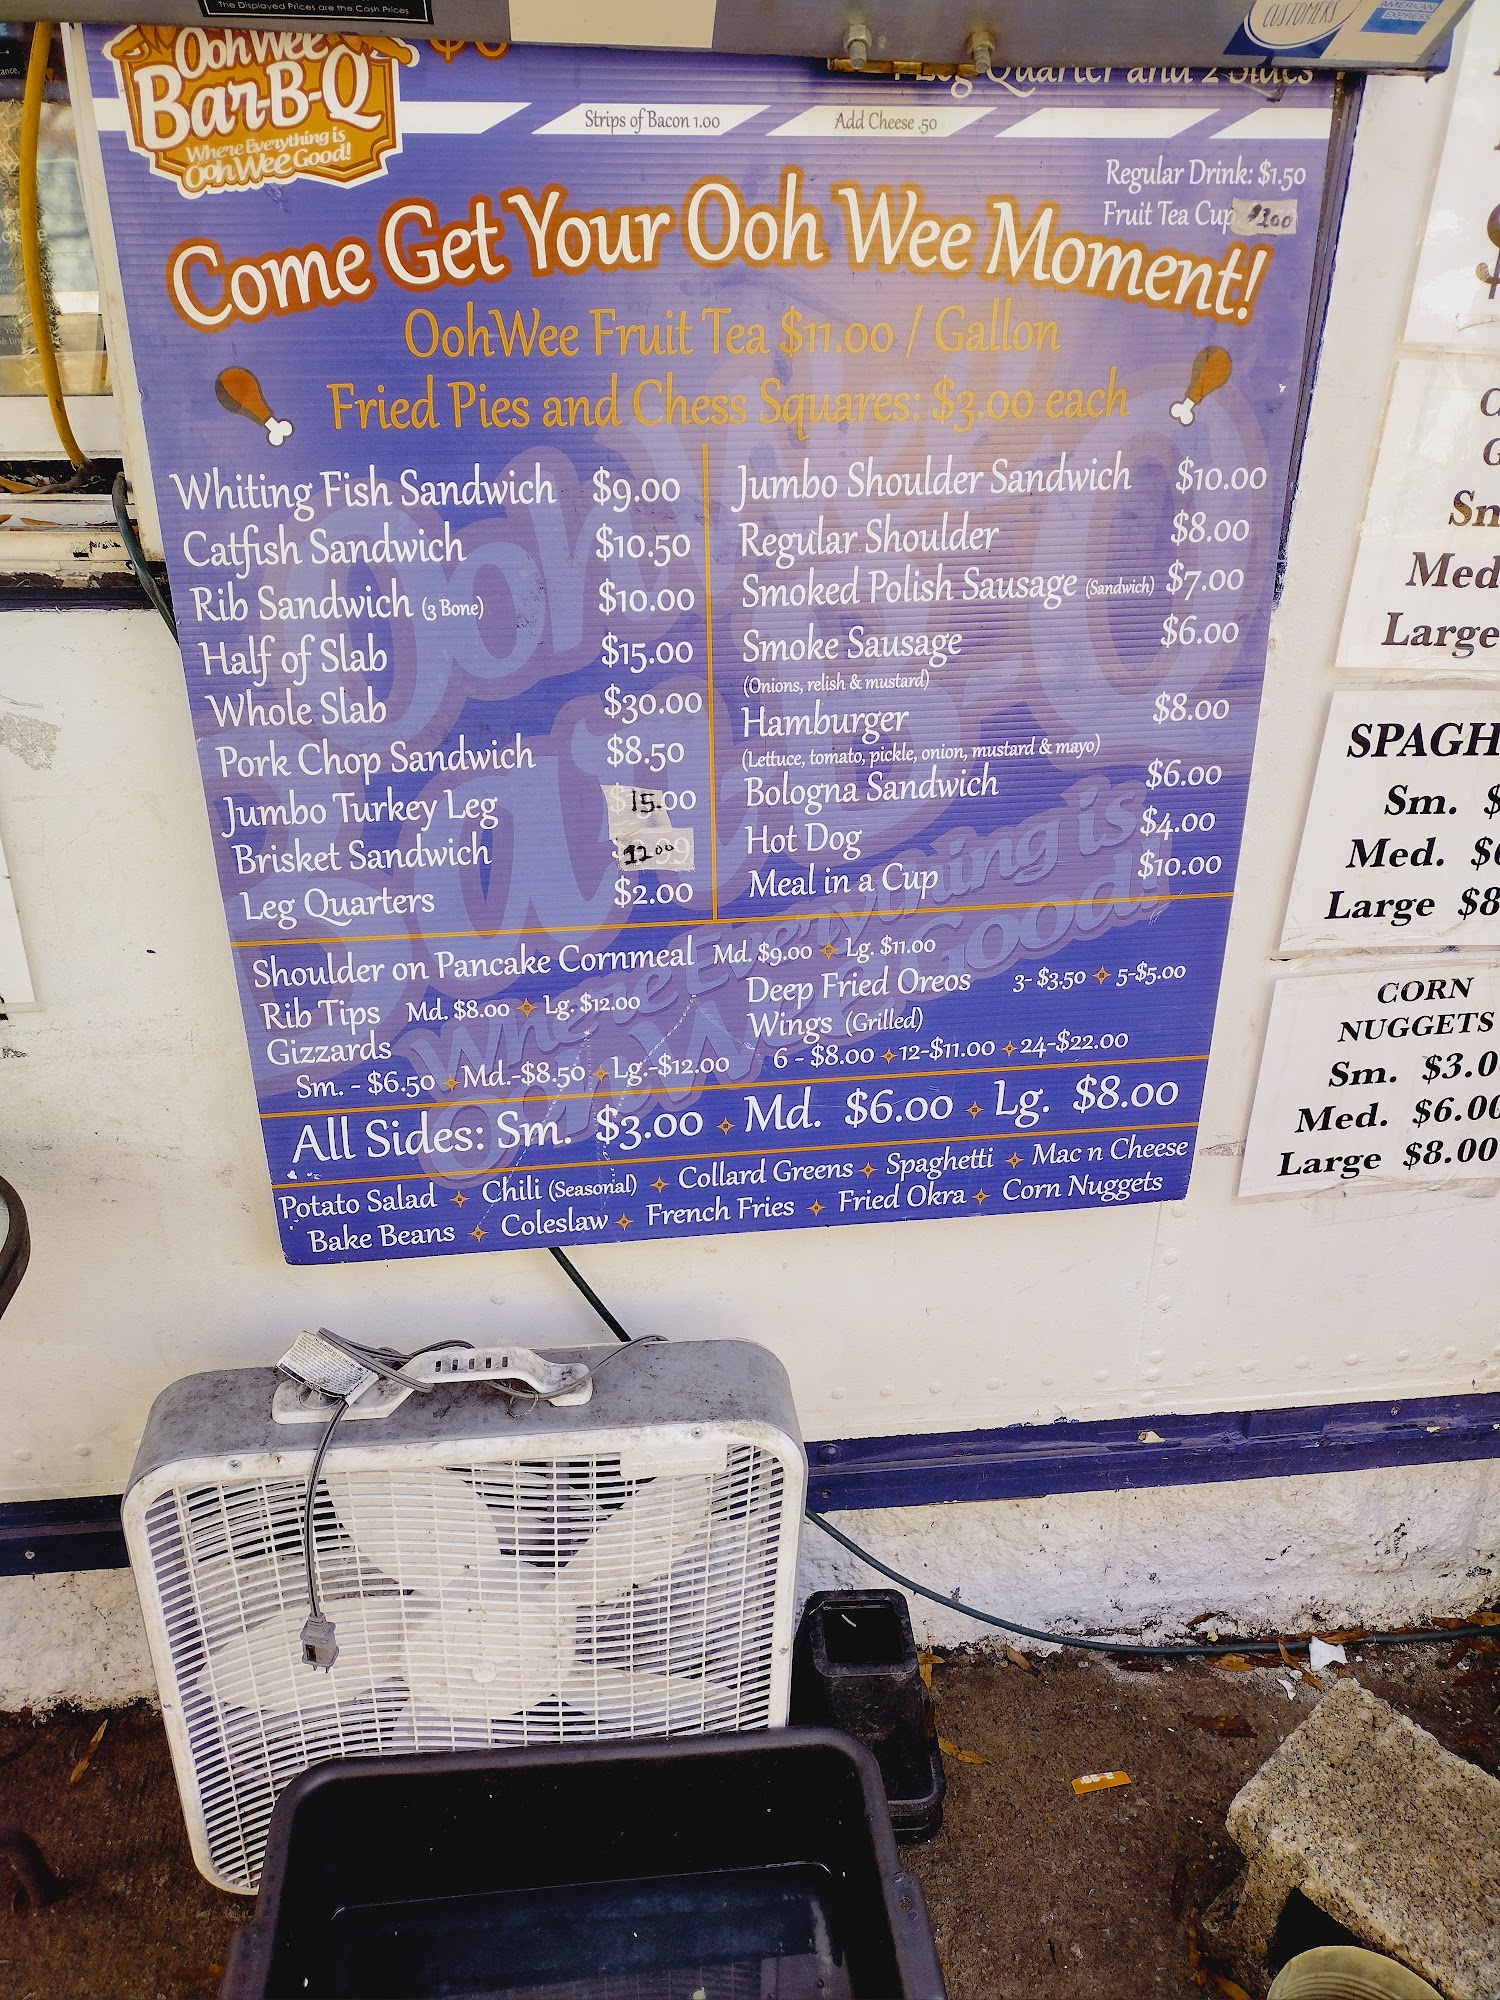 The Displayed Prices are the Cash Prices
CUSTOMERS
AMERICAN
EXPRESS
Ooh Wee
Bar-B-Q
Where Everything is
Ooh Wee Good!
Leg Quarter and 2 Sides
Strips of Bacon 1.00
Add Cheese .50
Regular Drink: $1.50
Fruit Tea Cup
Come Get Your Ooh Wee Moment!
OohWee Fruit Tea $11.00 / Gallon
Fried Pies and Chess Squares: $3.00 each
Whiting Fish Sandwich $9.00
Catfish Sandwich $10.50
Rib Sandwich (3 Bone) $10.00
Half of Slab $15.00
Whole Slab $30.00
Pork Chop Sandwich $8.50
Jumbo Turkey Leg $15.00
Brisket Sandwich 12.00
Leg Quarters $2.00
Jumbo Shoulder Sandwich $10.00
Regular Shoulder $8.00
Smoked Polish Sausage (Sandwich) $7.00
Smoke Sausage $6.00
(Onions, relish & mustard)
Hamburger $8.00
(Lettuce, tomato, pickle, onion, mustard & mayo)
Bologna Sandwich $6.00
Hot Dog $4.00
Meal in a Cup $10.00
Shoulder on Pancake Cornmeal Md. $9.00 Lg. $11.00
Rib Tips Md. $8.00 Lg. $12.00
Gizzards
Sm. - $6.50 Md.-$8.50 Lg.-$12.00
Deep Fried Oreos 3- $3.50 5-$5.00
Wings (Grilled)
6 - $8.00 12-$11.00 24-$22.00
All Sides: Sm. $3.00 Md. $6.00 Lg. $8.00
Potato Salad Chili (Seasonal) Collard Greens Spaghetti Mac n Cheese
Bake Beans Coleslaw French Fries Fried Okra Corn Nuggets
Sm
Med
Large
SPAGH
Sm. $
Med. $6
Large $8
CORN
NUGGETS
Sm. $3.0
Med. $6.00
Large $8.00